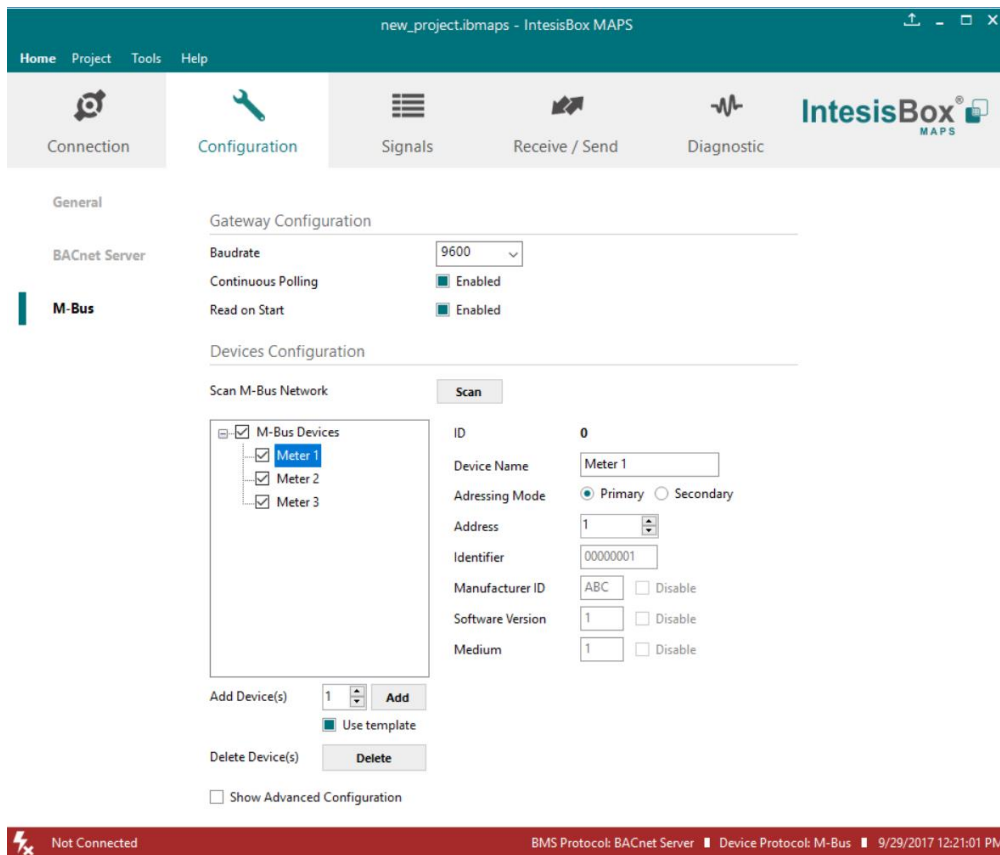 new_project.ibmaps - IntesisBox MAPS
Home Project Tools Help
Connection Configuration Signals Receive / Send Diagnostic IntesisBox® MAPS
General
Gateway Configuration
BACnet Server
Baudrate 9600
Continuous Polling Enabled
M-Bus
Read on Start Enabled
Devices Configuration
Scan M-Bus Network Scan
M-Bus Devices
Meter 1
Meter 2
Meter 3
ID 0
Device Name Meter 1
Adressing Mode Primary Secondary
Address 1
Identifier 00000001
Manufacturer ID ABC Disable
Software Version 1 Disable
Medium 1 Disable
Add Device(s) 1 Add
Use template
Delete Device(s) Delete
Show Advanced Configuration
Not Connected BMS Protocol: BACnet Server Device Protocol: M-Bus 9/29/2017 12:21:01 PM